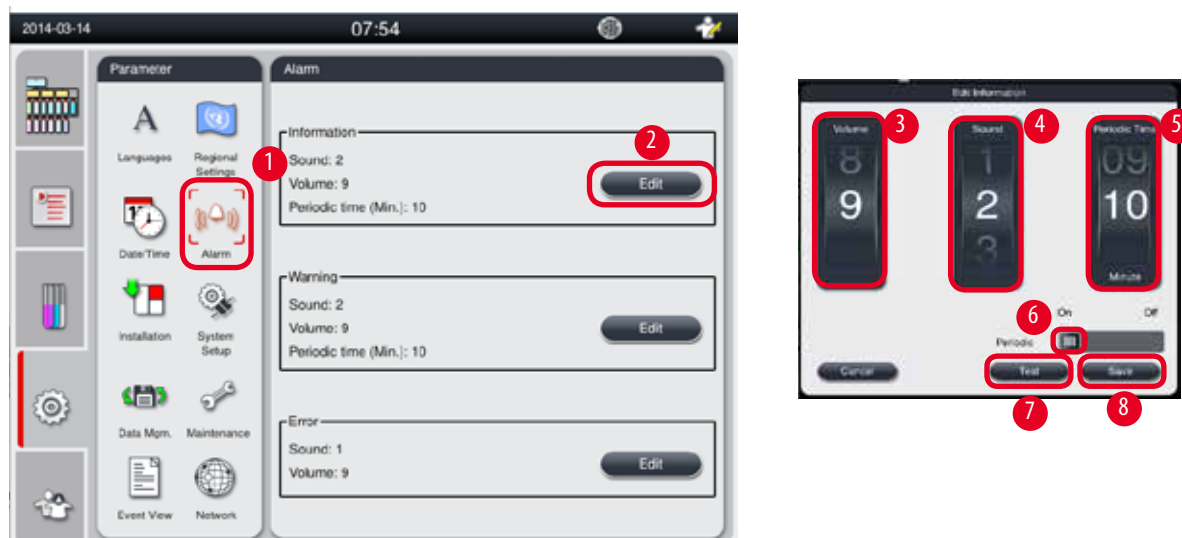 2014-03-14 07:54
Parameter
A
Languages
Regional
Settings
1
17
Date/Time
Alarm
Installation
System
Setup
Data Mgm.
Maintenance
Event View
Network
Alarm
Information
Sound: 2
Volume: 9
Periodic time (Min.): 10
2
Edit
Warning
Sound: 2
Volume: 9
Periodic time (Min.): 10
Edit
Error
Sound: 1
Volume: 9
Edit
Edit Information
Volume
3
8
9
Sound
4
1
2
3
Periodic Time
5
09
10
Minute
6
On Off
Periodic
Cancel Test Save
7 8